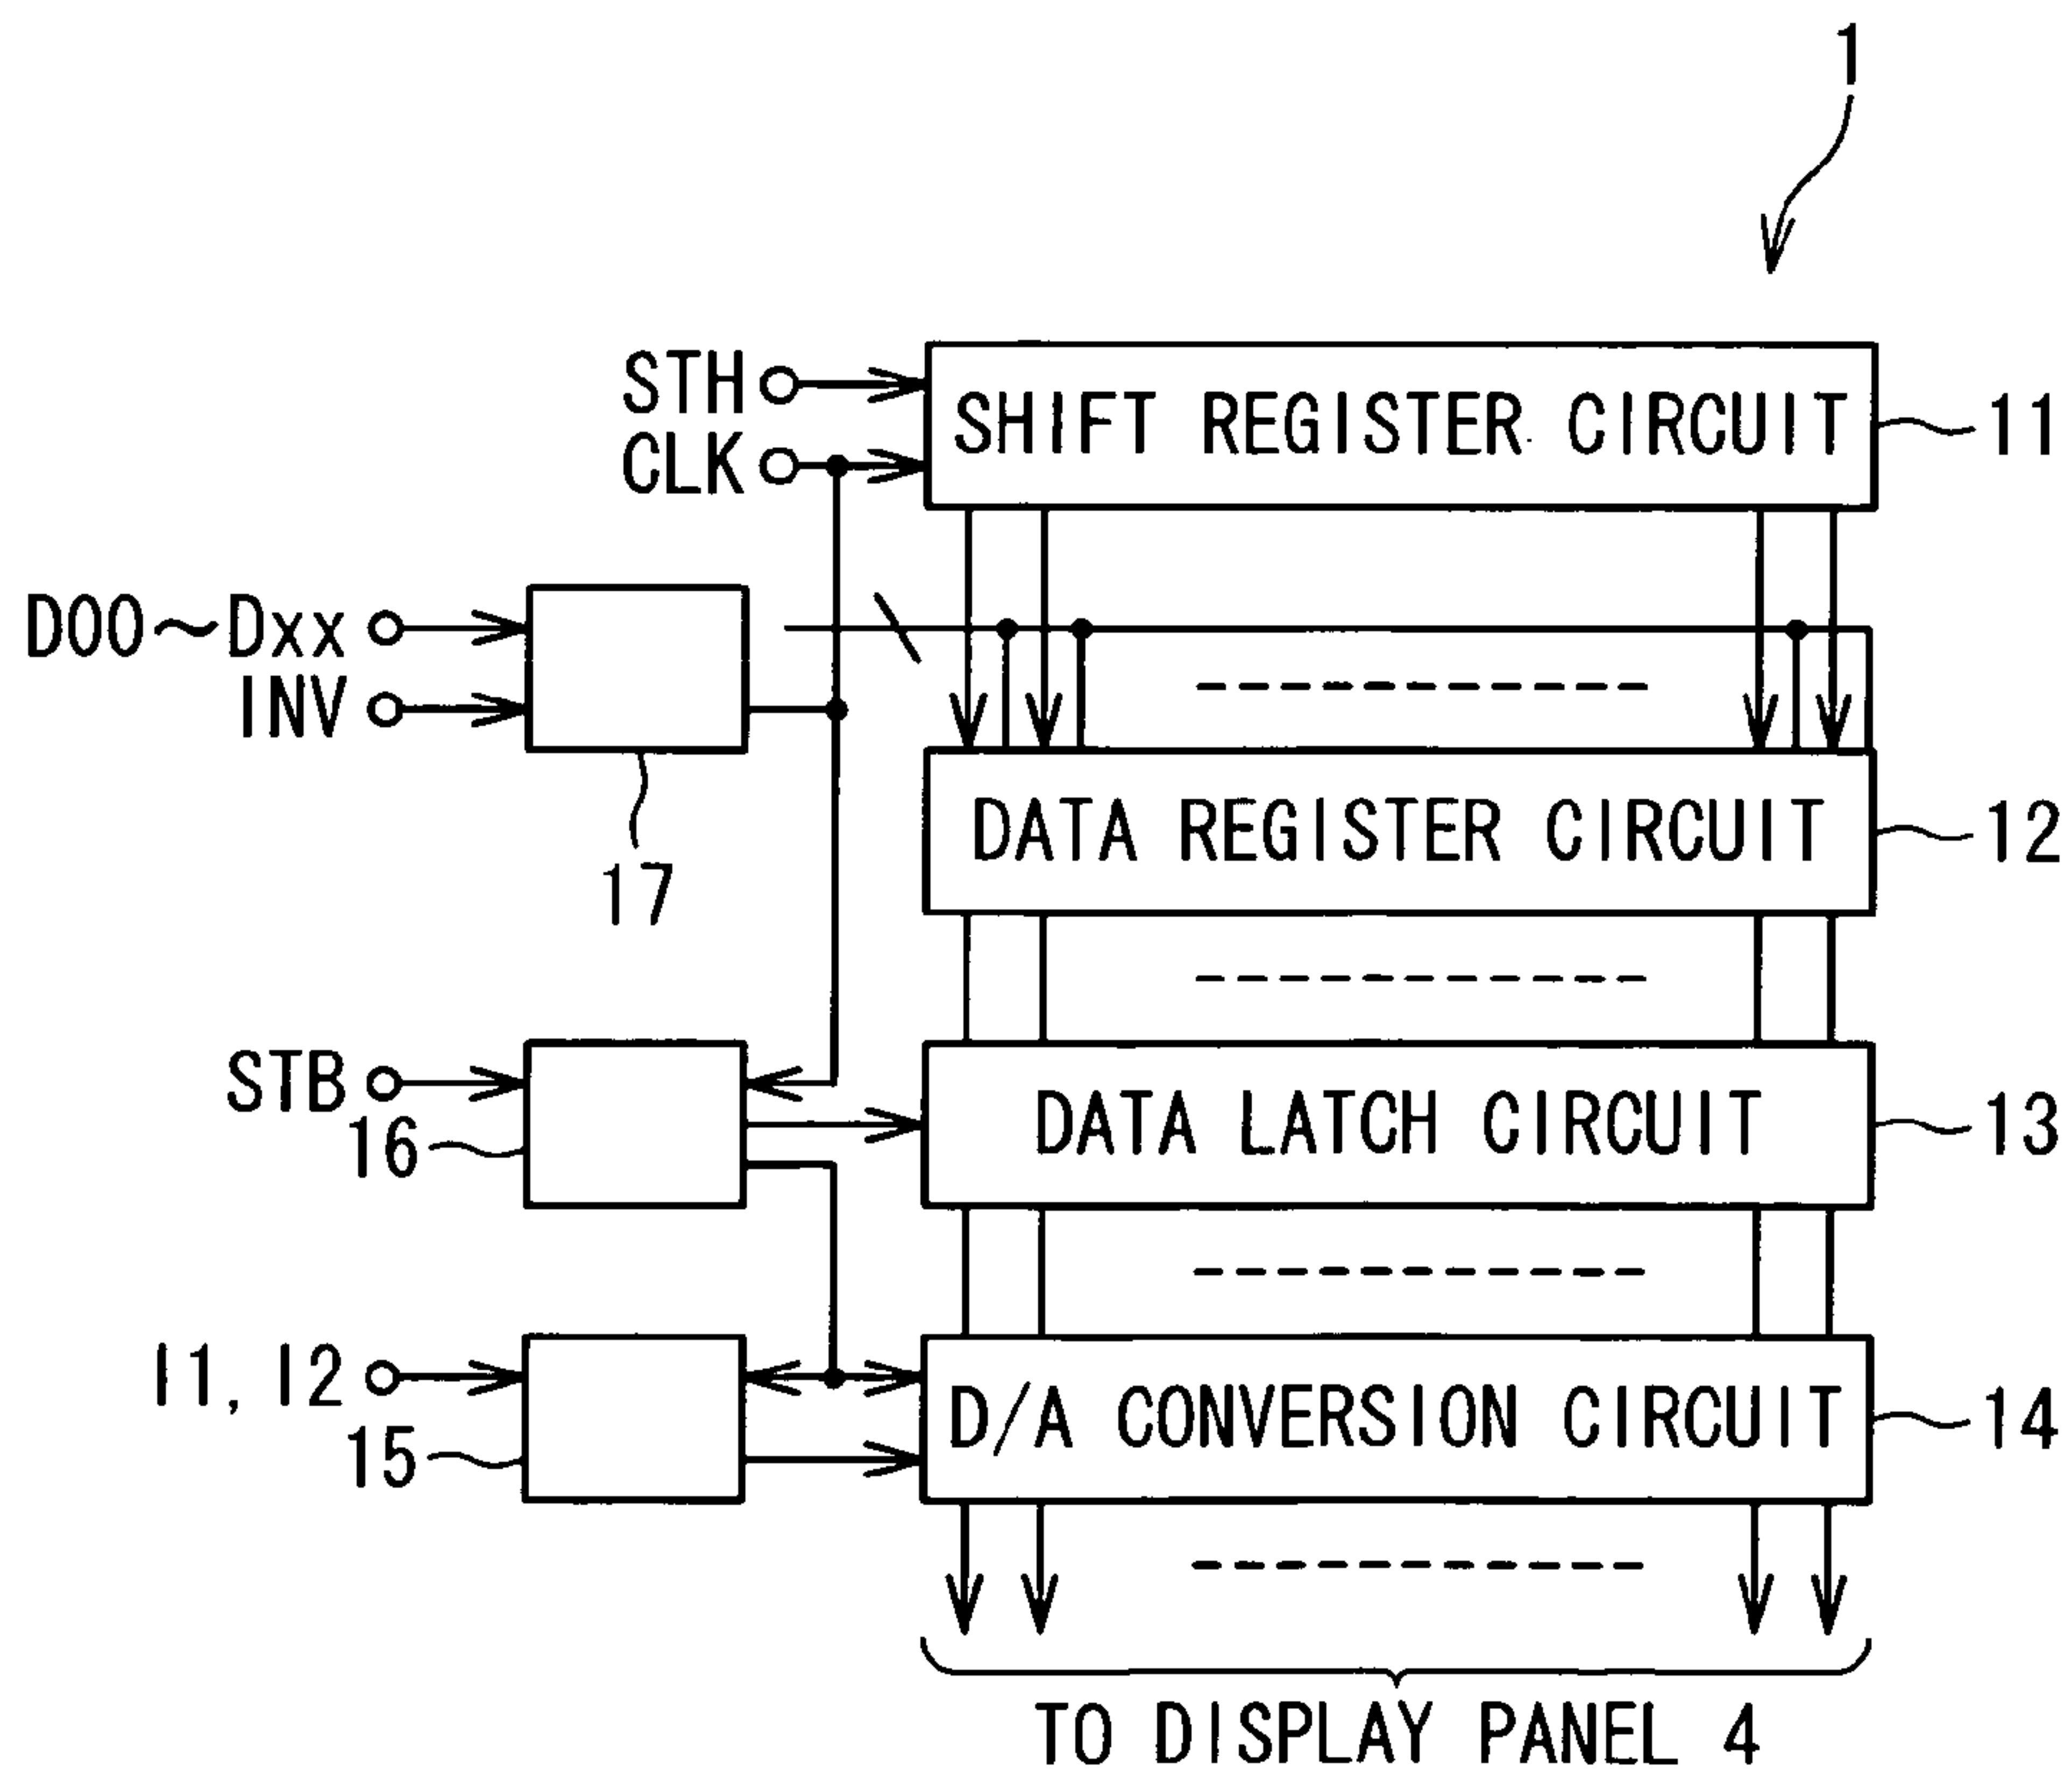 1
STH
SHIFT REGISTER CIRCUIT
11
CLK
D00~Dxx
INV
17
DATA REGISTER CIRCUIT
12
STB
16
DATA LATCH CIRCUIT
13
I1, I2
15
D/A CONVERSION CIRCUIT
14
TO DISPLAY PANEL 4